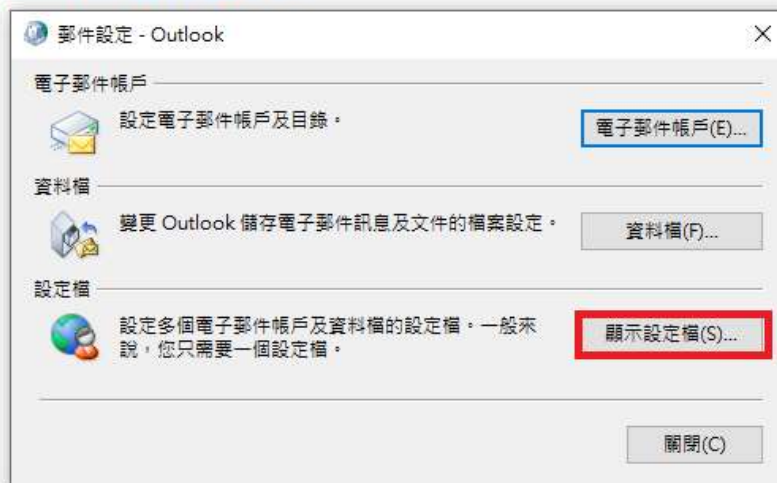 郵件設定 - Outlook
電子郵件帳戶
設定電子郵件帳戶及目錄。
電子郵件帳戶(E)...
資料檔
變更 Outlook 儲存電子郵件訊息及文件的檔案設定。
資料檔(F)...
設定檔
設定多個電子郵件帳戶及資料檔的設定檔。一般來
說，您只需要一個設定檔。
顯示設定檔(S)...
關閉(C)